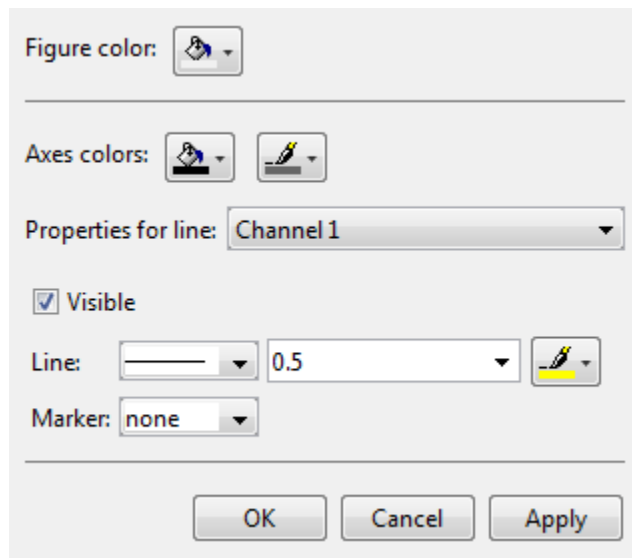 Figure color:
Axes colors:
Properties for line: Channel 1
Visible
Line: 0.5
Marker: none
OK Cancel Apply